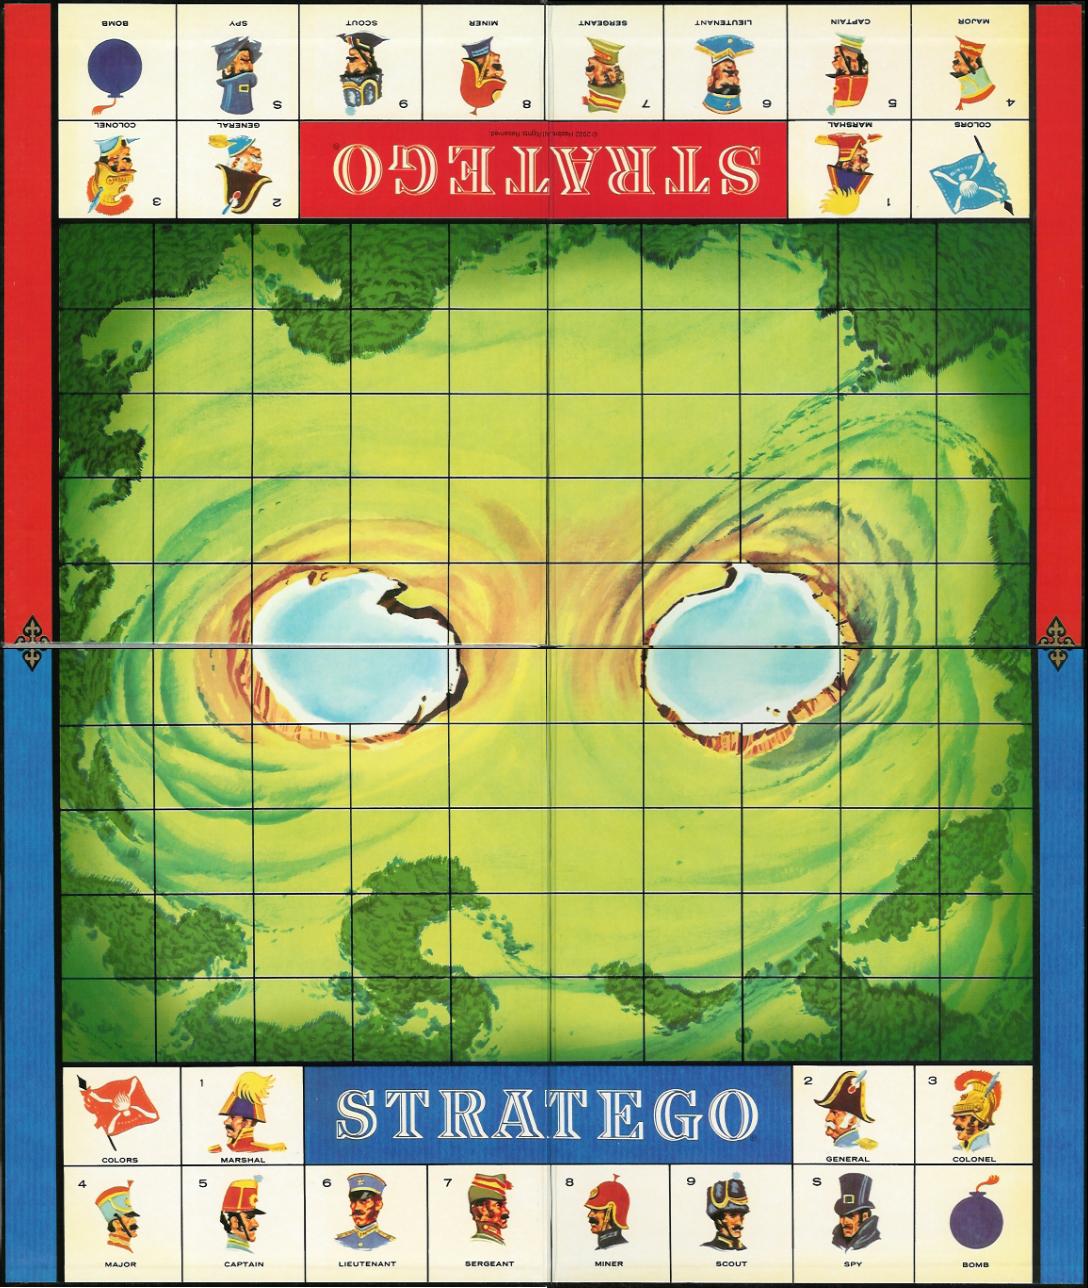 BOMB SPY SCOUT MINER SERGEANT LIEUTENANT CAPTAIN MAJOR
S 9 8 7 6 5 4
COLONEL GENERAL © 2002 Hasbro. All Rights Reserved. MARSHAL COLORS
STRATEGO®
3 2 1
1 STRATEGO® 2 3
COLORS MARSHAL GENERAL COLONEL
4 5 6 7 8 9 S
MAJOR CAPTAIN LIEUTENANT SERGEANT MINER SCOUT SPY BOMB